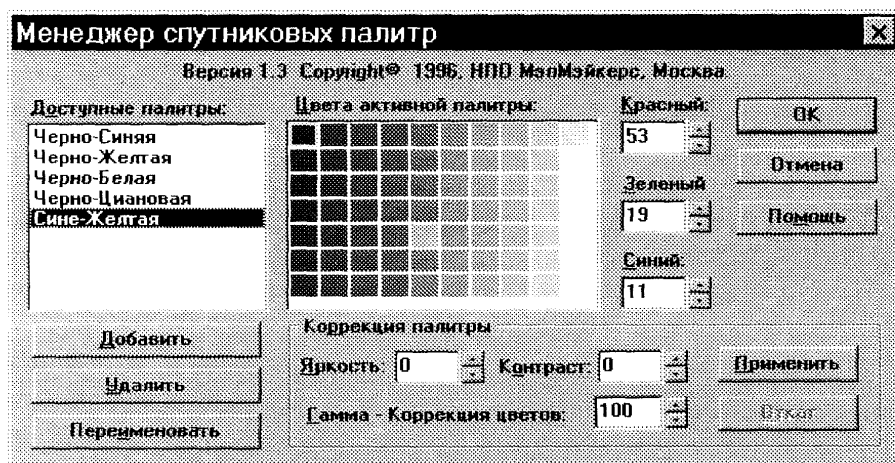 Менеджер спутниковых палитр
Версия 1.3 Copyright© 1996, НПО МэпМэйкерс, Москва
Доступные палитры:
Черно-Синяя
Черно-Желтая
Черно-Белая
Черно-Циановая
Сине-Желтая
Добавить
Удалить
Переименовать
Цвета активной палитры:
Красный:
53
Зеленый
19
Синий:
11
OK
Отмена
Помощь
Коррекция палитры
Яркость: 0 Контраст: 0 Применить
Гамма - Коррекция цветов: 100 Откат